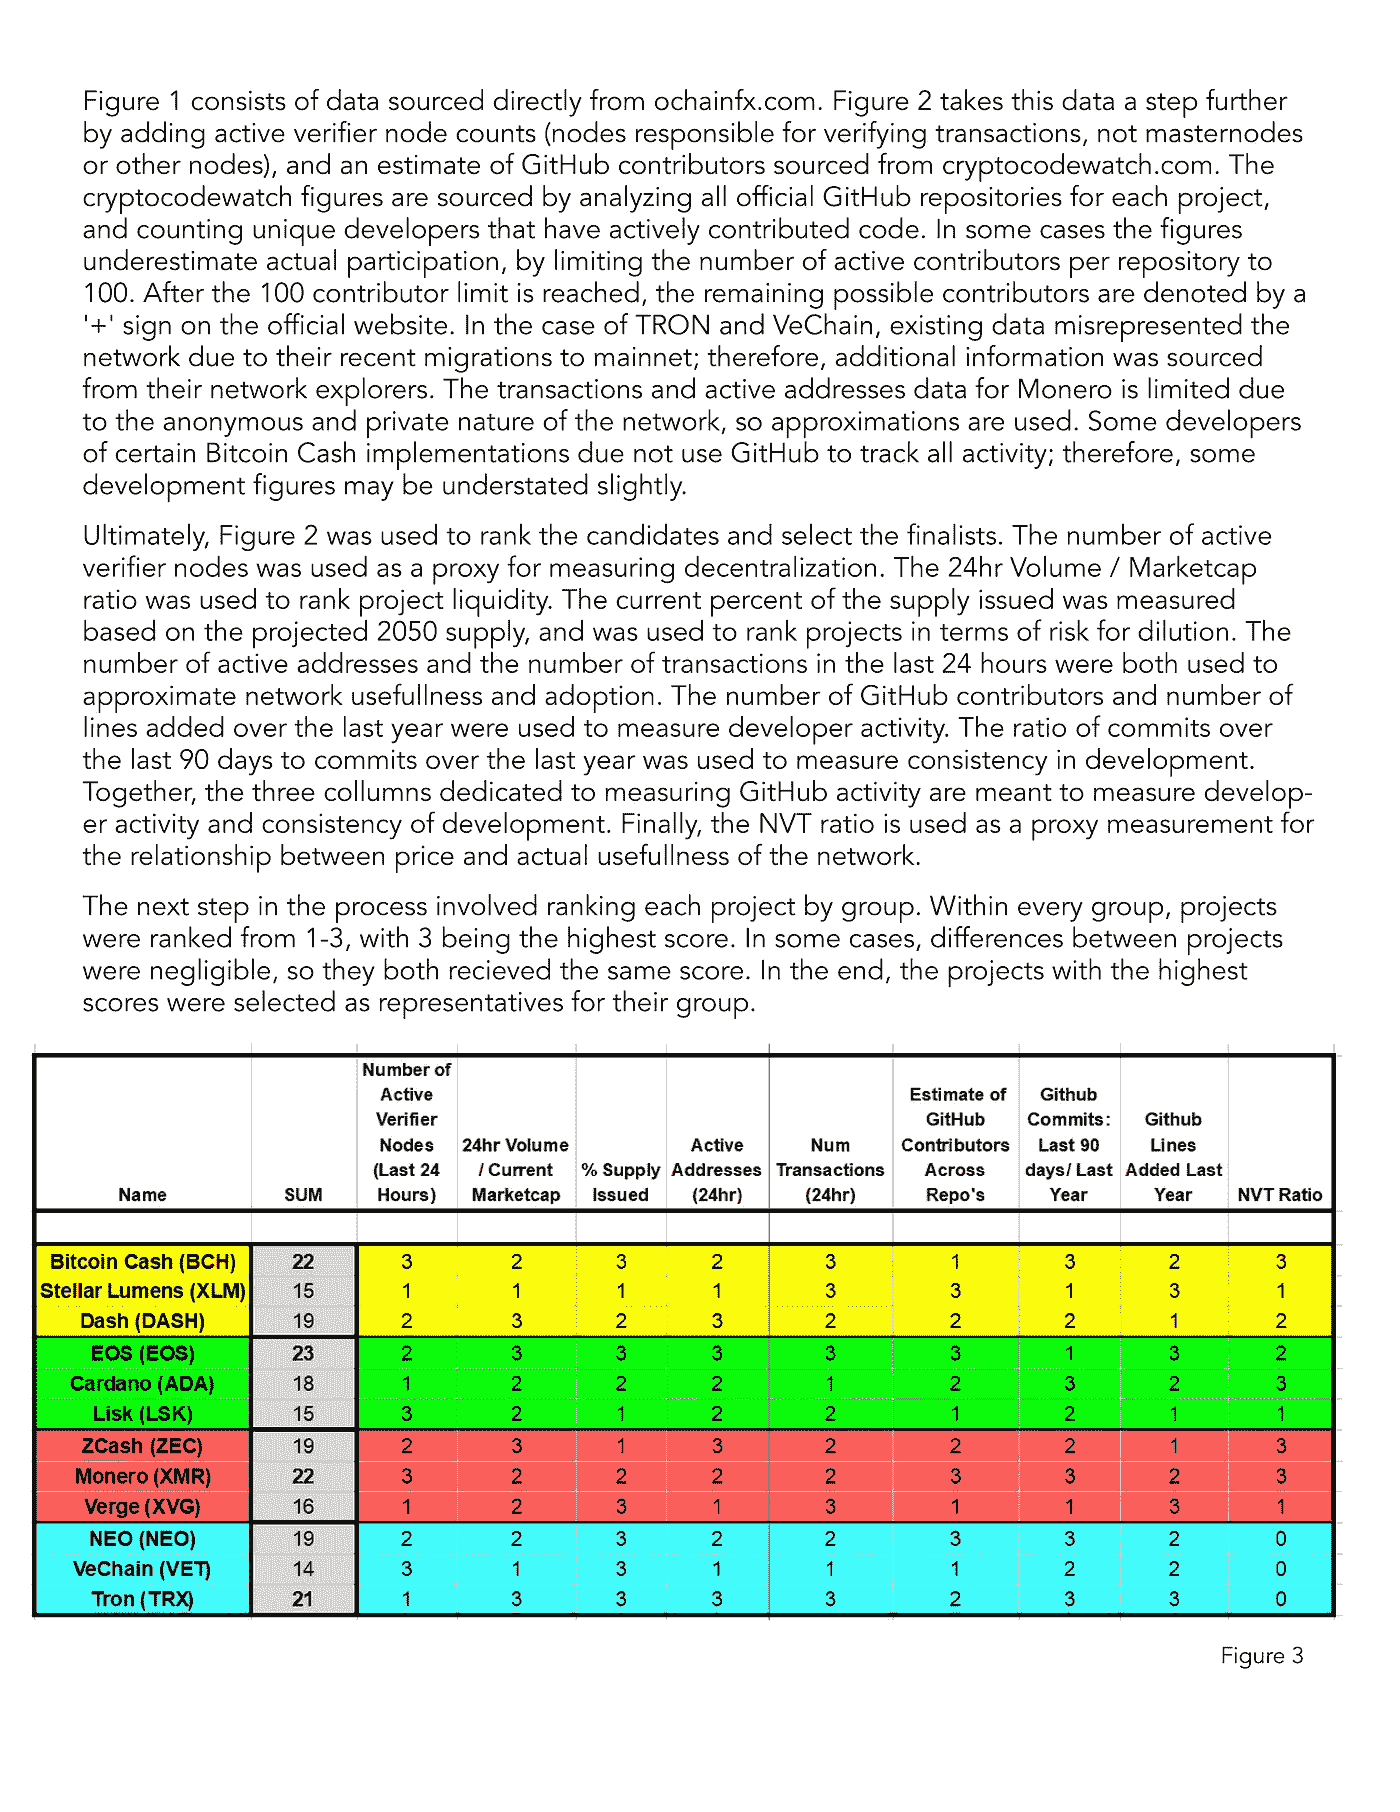 Figure 1 consists of data sourced directly from ochainfx.com. Figure 2 takes this data a step further
by adding active verifier node counts (nodes responsible for verifying transactions, not masternodes
or other nodes), and an estimate of GitHub contributors sourced from cryptocodewatch.com. The
cryptocodewatch figures are sourced by analyzing all official GitHub repositories for each project,
and counting unique developers that have actively contributed code. In some cases the figures
underestimate actual participation, by limiting the number of active contributors per repository to
100. After the 100 contributor limit is reached, the remaining possible contributors are denoted by a
'+' sign on the official website. In the case of TRON and VeChain, existing data misrepresented the
network due to their recent migrations to mainnet; therefore, additional information was sourced
from their network explorers. The transactions and active addresses data for Monero is limited due
to the anonymous and private nature of the network, so approximations are used. Some developers
of certain Bitcoin Cash implementations due not use GitHub to track all activity; therefore, some
development figures may be understated slightly.
Ultimately, Figure 2 was used to rank the candidates and select the finalists. The number of active
verifier nodes was used as a proxy for measuring decentralization. The 24hr Volume / Marketcap
ratio was used to rank project liquidity. The current percent of the supply issued was measured
based on the projected 2050 supply, and was used to rank projects in terms of risk for dilution. The
number of active addresses and the number of transactions in the last 24 hours were both used to
approximate network usefullness and adoption. The number of GitHub contributors and number of
lines added over the last year were used to measure developer activity. The ratio of commits over
the last 90 days to commits over the last year was used to measure consistency in development.
Together, the three collumns dedicated to measuring GitHub activity are meant to measure develop-
er activity and consistency of development. Finally, the NVT ratio is used as a proxy measurement for
the relationship between price and actual usefullness of the network.
The next step in the process involved ranking each project by group. Within every group, projects
were ranked from 1-3, with 3 being the highest score. In some cases, differences between projects
were negligible, so they both recieved the same score. In the end, the projects with the highest
scores were selected as representatives for their group.
Number of
Active Estimate of Github
Verifier GitHub Commits: Github
Nodes 24hr Volume Active Num Contributors Last 90 Lines
(Last 24 / Current % Supply Addresses Transactions Across days/ Last Added Last
Name SUM Hours) Marketcap Issued (24hr) (24hr) Repo's Year Year NVT Ratio
Bitcoin Cash (BCH) 22 3 2 3 2 3 1 3 2 3
Stellar Lumens (XLM) 15 1 1 1 1 3 3 1 3 1
Dash (DASH) 19 2 3 2 3 2 2 2 1 2
EOS (EOS) 23 2 3 3 3 3 3 1 3 2
Cardano (ADA) 18 1 2 2 2 1 2 3 2 3
Lisk (LSK) 15 3 2 1 2 2 1 2 1 1
ZCash (ZEC) 19 2 3 1 3 2 2 2 1 3
Monero (XMR) 22 3 2 2 2 2 3 3 2 3
Verge (XVG) 16 1 2 3 1 3 1 1 3 1
NEO (NEO) 19 2 2 3 2 2 3 3 2 0
VeChain (VET) 14 3 1 3 1 1 1 2 2 0
Tron (TRX) 21 1 3 3 3 3 2 3 3 0
Figure 3